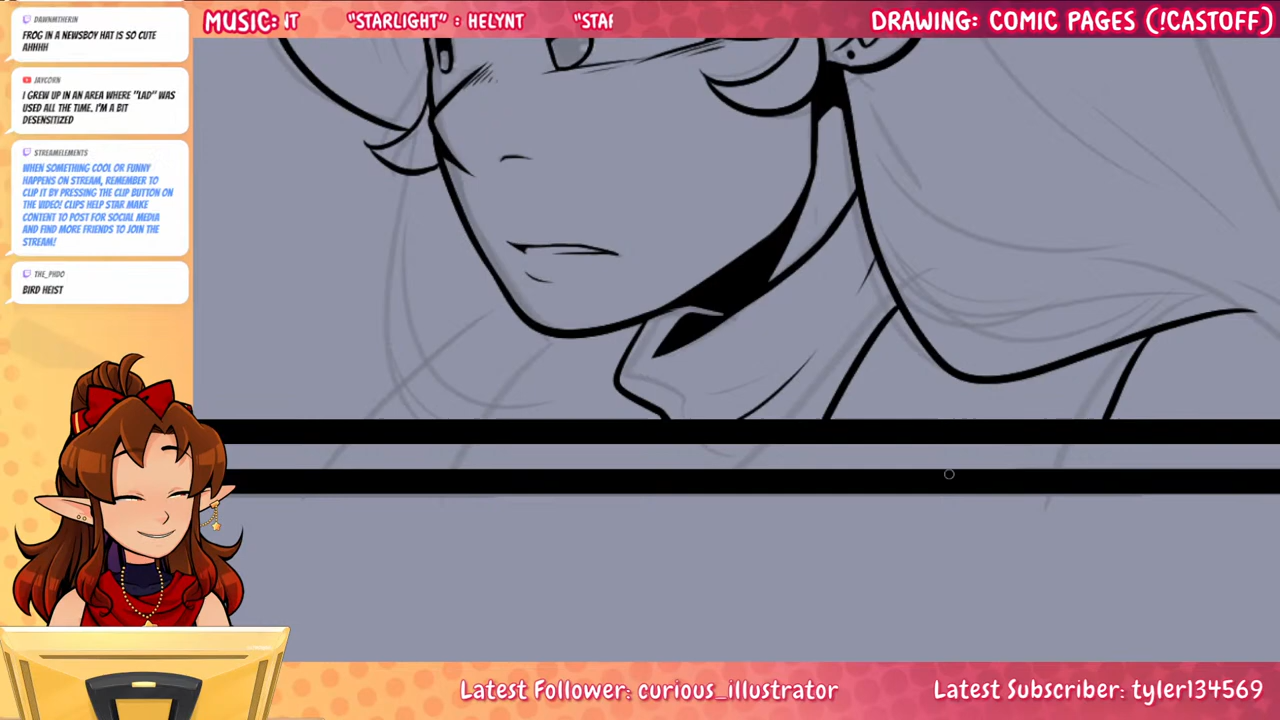 MUSIC: NT "STARLIGHT" : HELYNT "STAR
DRAWING: COMIC PAGES (!CASTOFF)
DAWNMTHERIN
FROG IN A NEWSBOY HAT IS SO CUTE
AHHHH
JAYCORN
I GREW UP IN AN AREA WHERE "LAD" WAS
USED ALL THE TIME. I'M A BIT
DESENSITIZED
STREAMELEMENTS
WHEN SOMETHING COOL OR FUNNY
HAPPENS ON STREAM, REMEMBER TO
CLIP IT BY PRESSING THE CLIP BUTTON ON
THE VIDEO! CLIPS HELP STAR MAKE
CONTENT TO POST FOR SOCIAL MEDIA
AND FIND MORE FRIENDS TO JOIN THE
STREAM!
THE_PHDO
BIRD HEIST
Latest Follower: curious_illustrator
Latest Subscriber: tyler134569